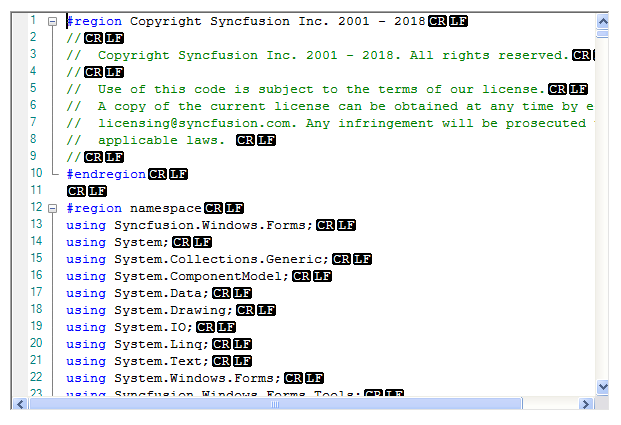 1 #region Copyright Syncfusion Inc. 2001 - 2018CRLF
2 //CRLF
3 //  Copyright Syncfusion Inc. 2001 - 2018. All rights reserved.CR
4 //CRLF
5 //  Use of this code is subject to the terms of our license.CRLF
6 //  A copy of the current license can be obtained at any time by e
7 //  licensing@syncfusion.com. Any infringement will be prosecuted
8 //  applicable laws. CRLF
9 //CRLF
10 #endregionCRLF
11 CRLF
12 #region namespaceCRLF
13 using Syncfusion.Windows.Forms;CRLF
14 using System;CRLF
15 using System.Collections.Generic;CRLF
16 using System.ComponentModel;CRLF
17 using System.Data;CRLF
18 using System.Drawing;CRLF
19 using System.IO;CRLF
20 using System.Linq;CRLF
21 using System.Text;CRLF
22 using System.Windows.Forms;CRLF
23 using Syncfusion.Windows.Forms.Tools;CRLF